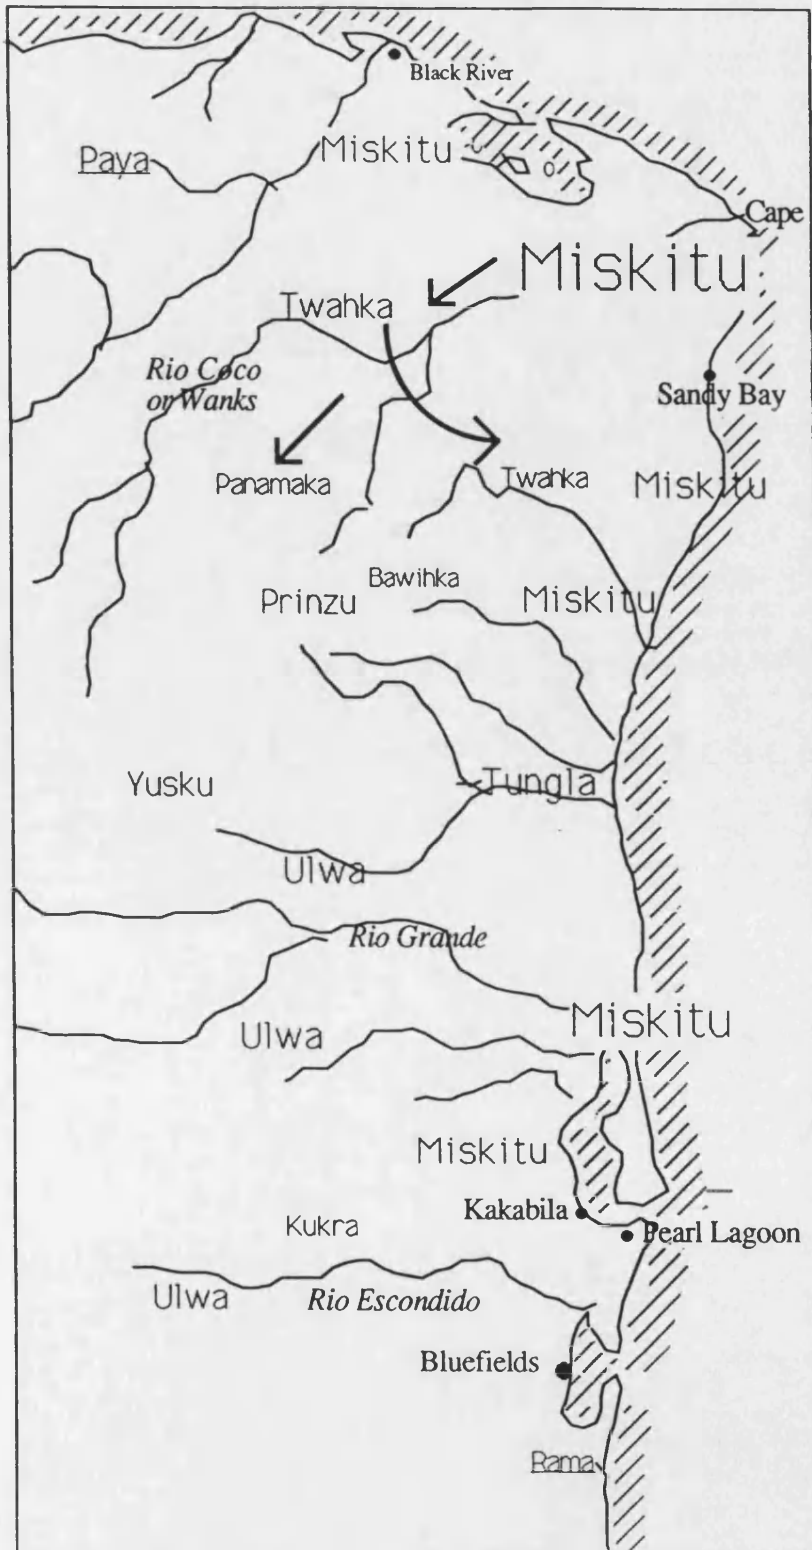 Black River
Paya
Miskitu
Cape
Miskitu
Twahka
Rio Coco
or Wanks
Sandy Bay
Panamaka
Twahka
Miskitu
Bawihka
Prinzu
Miskitu
Yusku
Tungla
Ulwa
Rio Grande
Miskitu
Ulwa
Miskitu
Kakabila
Kukra
Pearl Lagoon
Ulwa
Rio Escondido
Bluefields
Rama